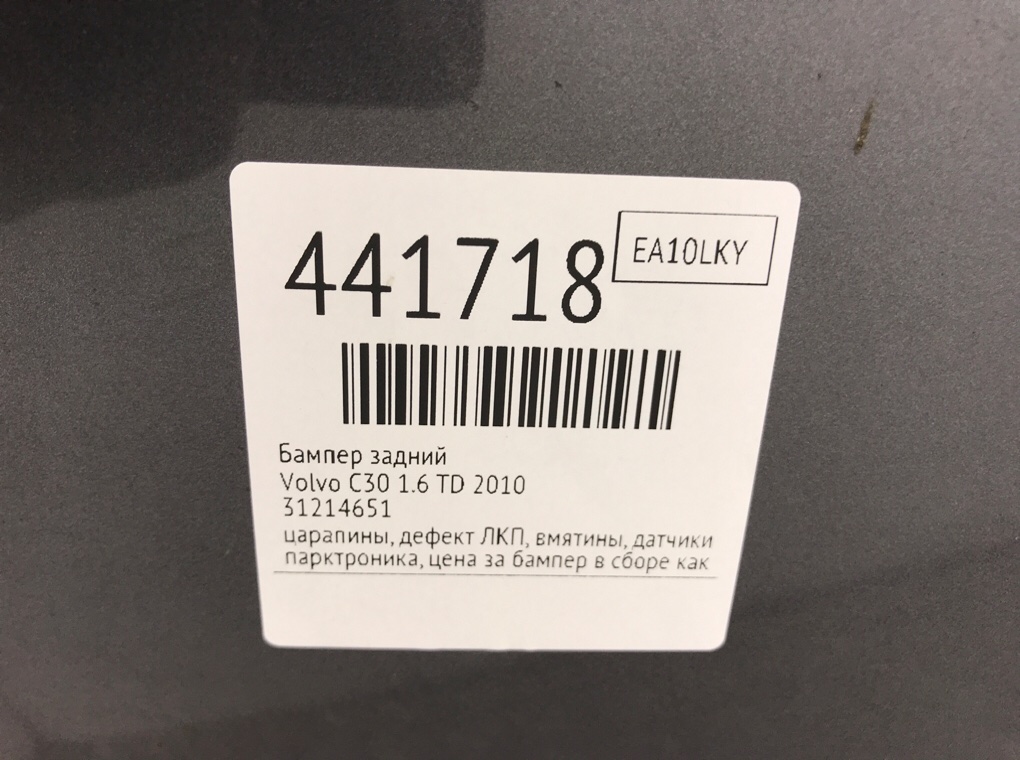 441718
EA10LKY
Бампер задний
Volvo C30 1.6 TD 2010
31214651
царапины, дефект ЛКП, вмятины, датчики
парктроника, цена за бампер в сборе как